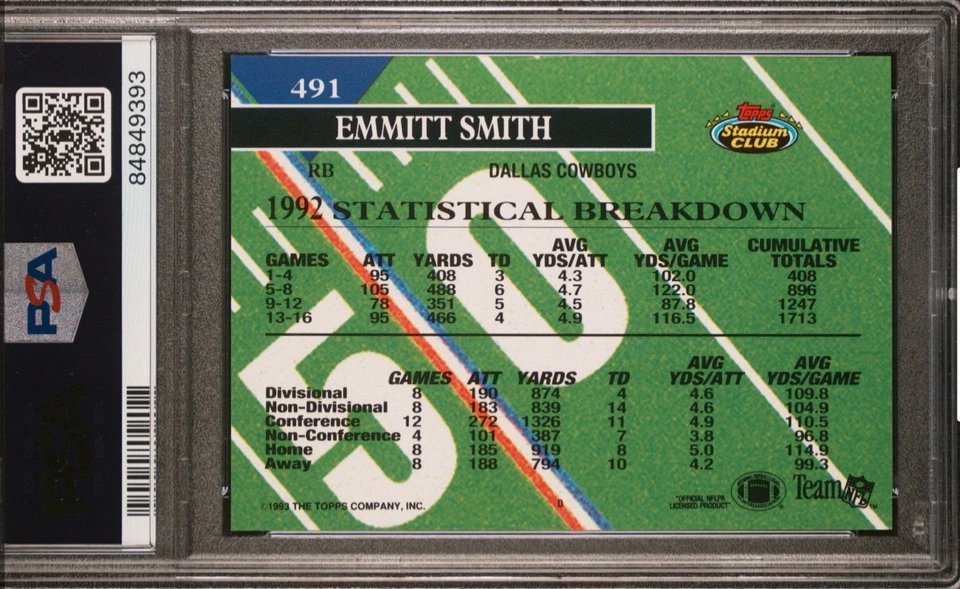 84849393
PSA
491
EMMITT SMITH
Topps
Stadium
CLUB
RB DALLAS COWBOYS
1992 STATISTICAL BREAKDOWN
GAMES ATT YARDS TD AVG YDS/ATT AVG YDS/GAME CUMULATIVE TOTALS
1-4 95 408 3 4.3 102.0 408
5-8 105 488 6 4.7 122.0 896
9-12 78 351 5 4.5 87.8 1247
13-16 95 466 4 4.9 116.5 1713
GAMES ATT YARDS TD AVG YDS/ATT AVG YDS/GAME
Divisional 8 190 874 4 4.6 109.8
Non-Divisional 8 183 839 14 4.6 104.9
Conference 12 272 1326 11 4.9 110.5
Non-Conference 4 101 387 7 3.8 96.8
Home 8 185 919 8 5.0 114.9
Away 8 188 794 10 4.2 99.3
50
©1993 THE TOPPS COMPANY, INC.
"OFFICIAL NFLPA
LICENSED PRODUCT"
Team NFL™